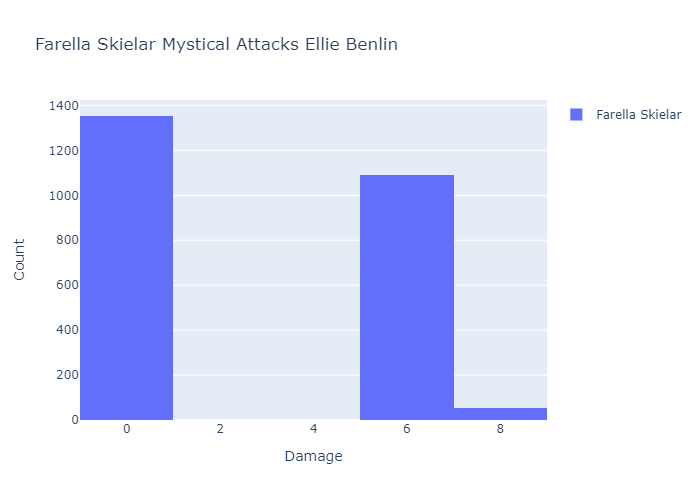 Farella Skielar Mystical Attacks Ellie Benlin
Farella Skielar
1400
1200
1000
800
600
400
200
0
Count
0 2 4 6 8
Damage